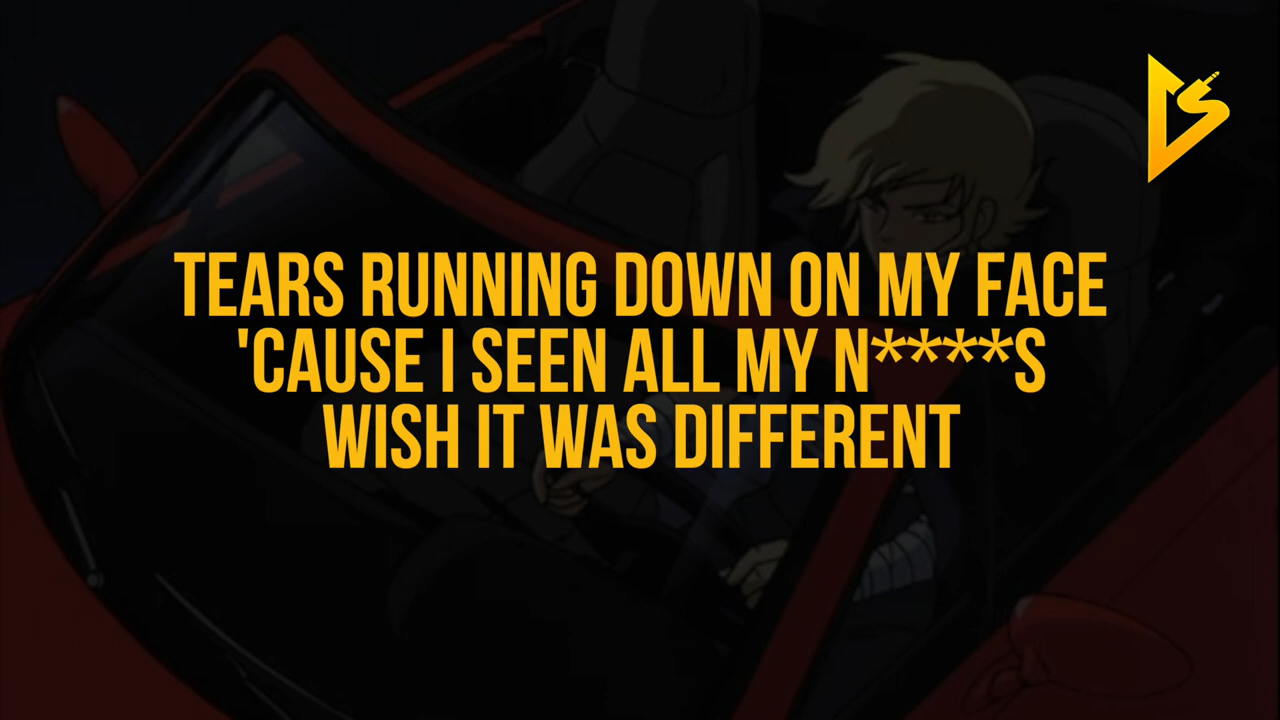 TEARS RUNNING DOWN ON MY FACE
'CAUSE I SEEN ALL MY N****S
WISH IT WAS DIFFERENT